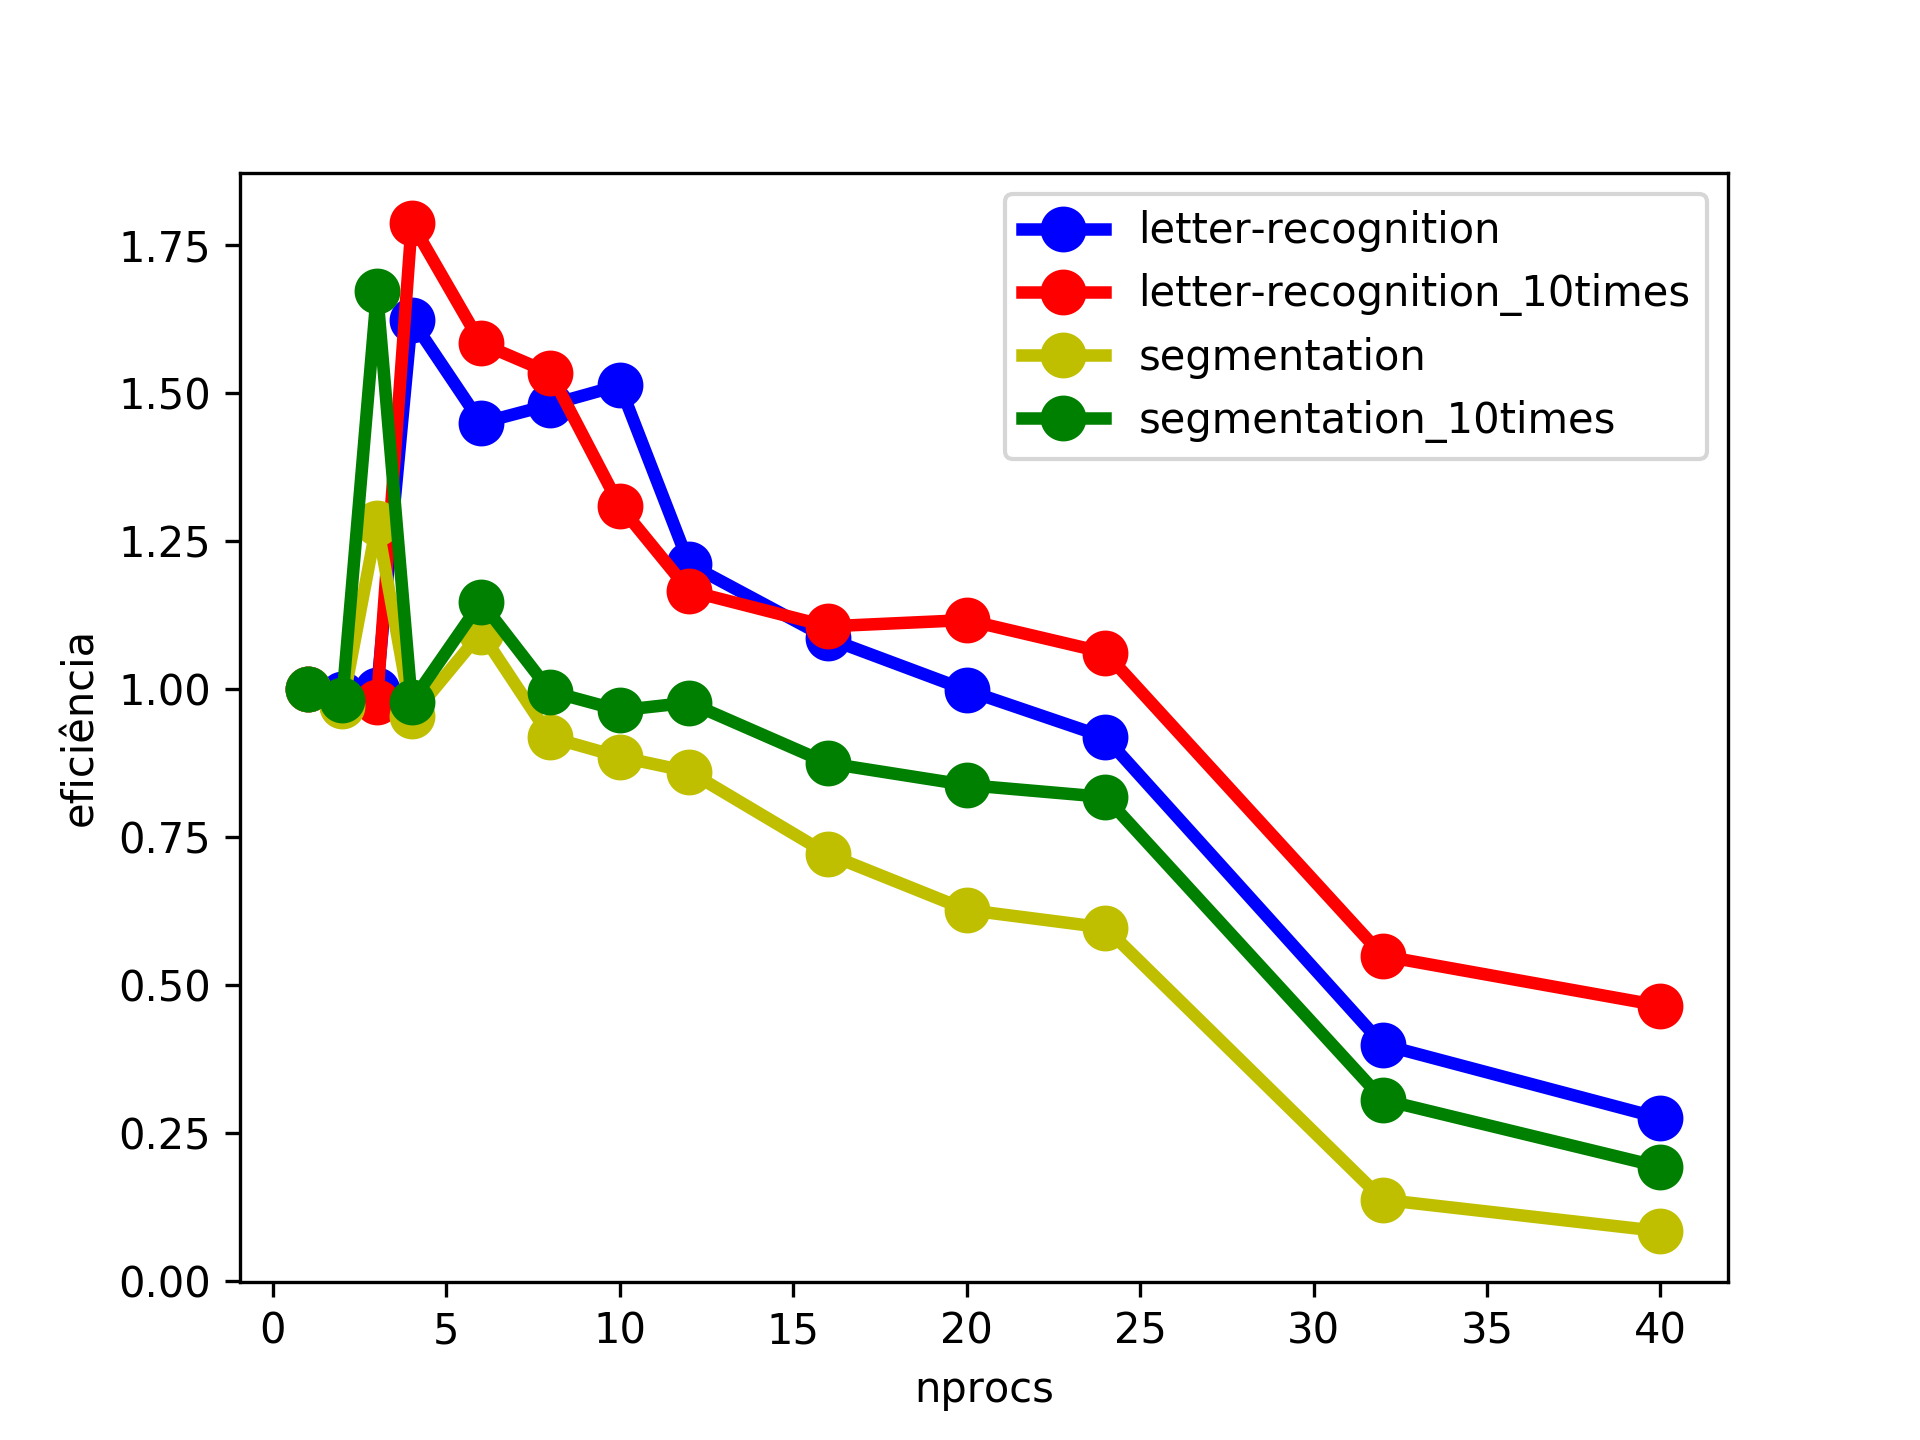 letter-recognition
letter-recognition_10times
segmentation
segmentation_10times
1.75
1.50
1.25
1.00
0.75
0.50
0.25
0.00
eficiência
0 5 10 15 20 25 30 35 40
nprocs